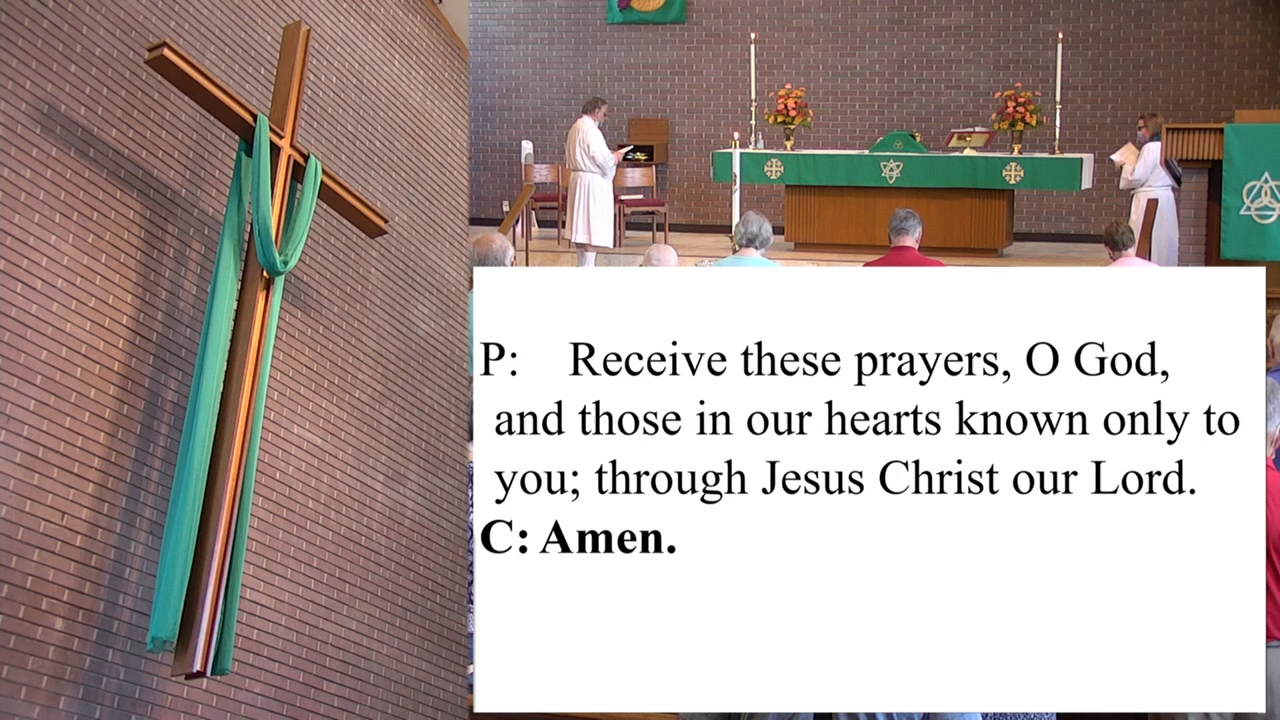 P: Receive these prayers, O God,
and those in our hearts known only to
you; through Jesus Christ our Lord.
C: Amen.